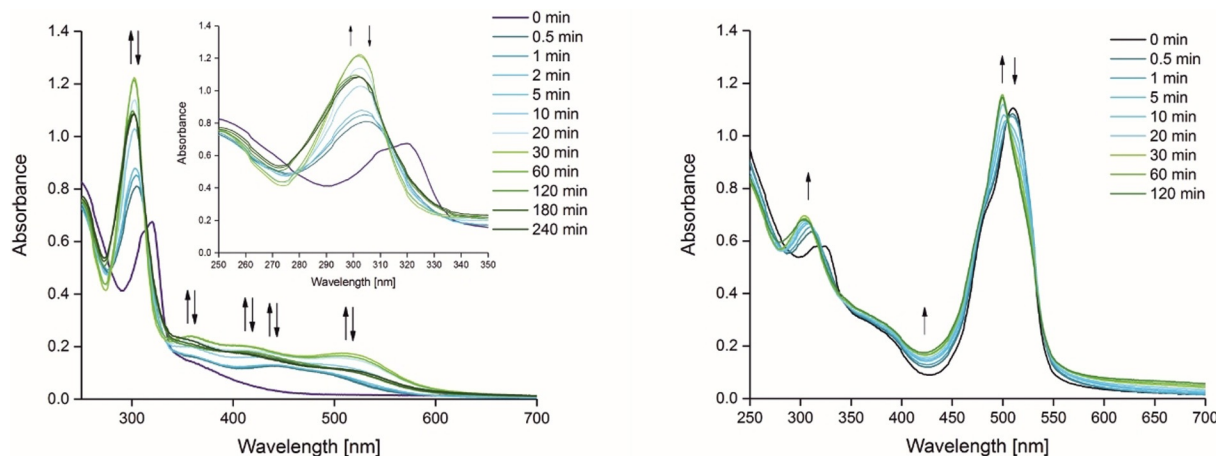 1.4
1.2
1.0
0.8
0.6
0.4
0.2
0.0
Absorbance
300
400
500
600
700
Wavelength [nm]
1.4
1.2
1.0
0.8
0.6
0.4
0.2
0.0
Absorbance
250
260
270
280
290
300
310
320
330
340
350
Wavelength [nm]
0 min
0.5 min
1 min
2 min
5 min
10 min
20 min
30 min
60 min
120 min
180 min
240 min
1.4
1.2
1.0
0.8
0.6
0.4
0.2
0.0
Absorbance
250
300
350
400
450
500
550
600
650
700
Wavelength [nm]
0 min
0.5 min
1 min
5 min
10 min
20 min
30 min
60 min
120 min